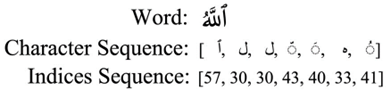 Word: ٱللَّهُ
Character Sequence: [ ٱ, ل, ل, ّ, َ, ه, ُ]
Indices Sequence: [57, 30, 30, 43, 40, 33, 41]